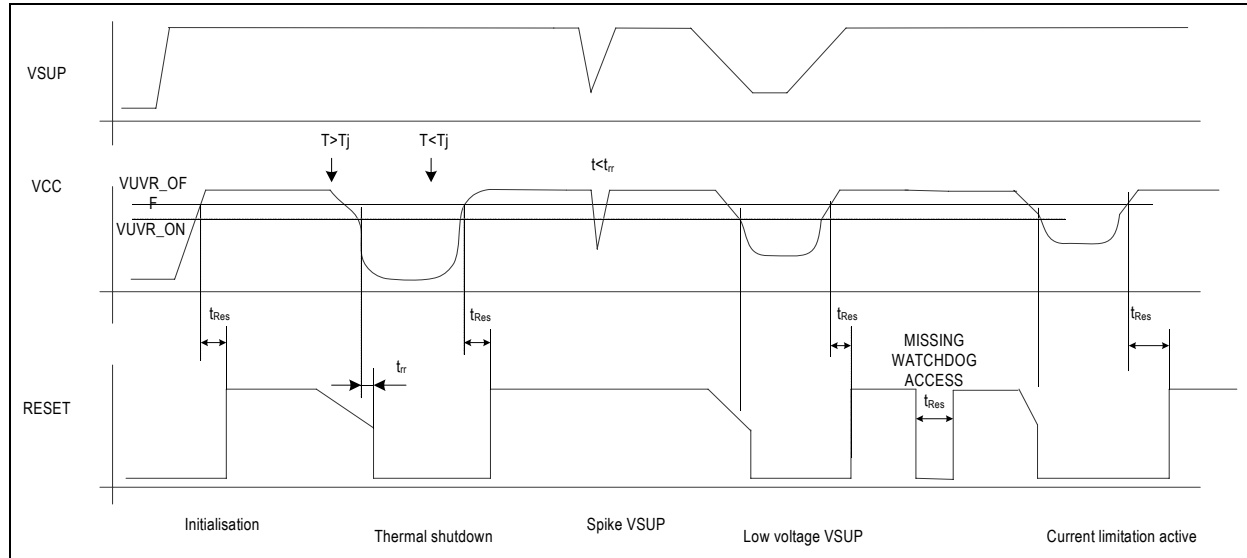 VSUP
T>Tj
T<Tj
t<trr
VCC
VUVR_OF
F
VUVR_ON
tRes
tRes
tRes
tRes
MISSING
WATCHDOG
ACCESS
tRes
trr
RESET
Initialisation
Thermal shutdown
Spike VSUP
Low voltage VSUP
Current limitation active